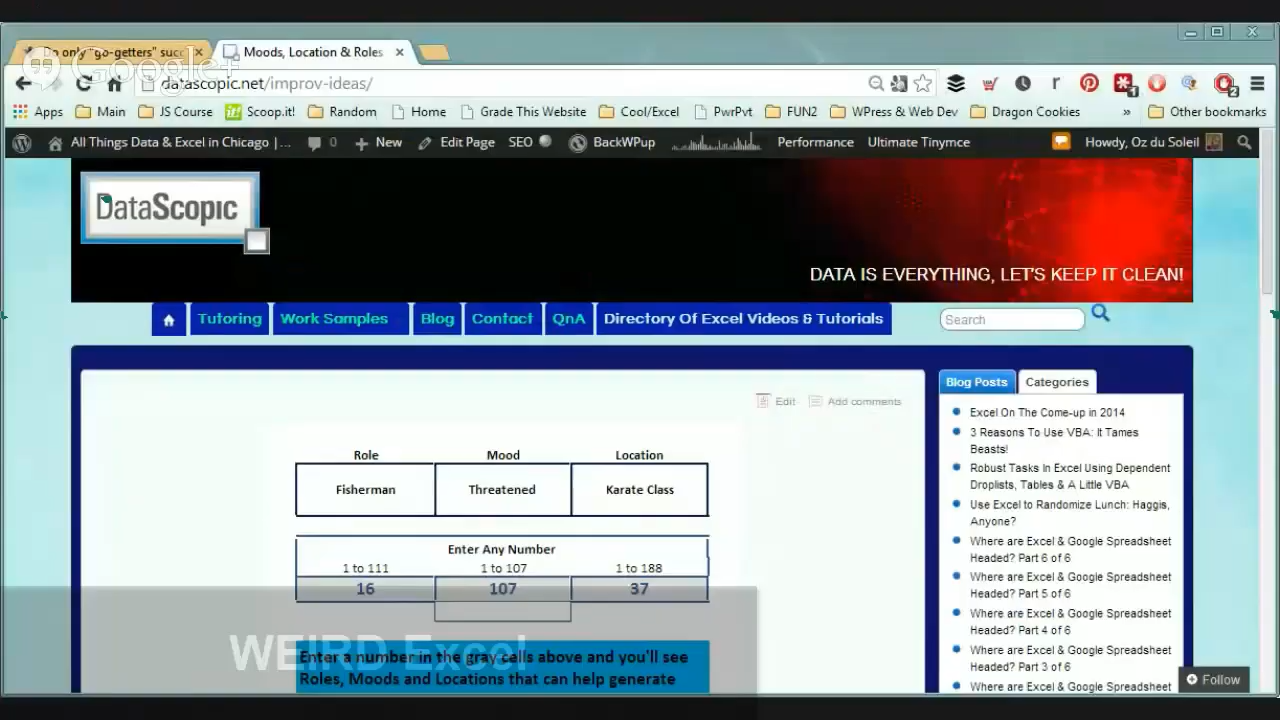 Do only "go-getters" succ
Moods, Location & Roles
Google+
datascopic.net/improv-ideas/
Apps Main JS Course Scoop.it! Random Home Grade This Website Cool/Excel PwrPvt FUN2 WPress & Web Dev Dragon Cookies » Other bookmarks
All Things Data & Excel in Chicago |... 0 New Edit Page SEO BackWPup Performance Ultimate Tinymce Howdy, Oz du Soleil
DataScopic
DATA IS EVERYTHING, LET'S KEEP IT CLEAN!
Tutoring Work Samples Blog Contact QnA Directory Of Excel Videos & Tutorials Search
Edit Add comments
Role Mood Location
Fisherman Threatened Karate Class
Enter Any Number
1 to 111 1 to 107 1 to 188
16 107 37
Enter a number in the gray cells above and you'll see
Roles, Moods and Locations that can help generate
WEIRD Excel
Blog Posts Categories
Excel On The Come-up in 2014
3 Reasons To Use VBA: It Tames
Beasts!
Robust Tasks In Excel Using Dependent
Droplists, Tables & A Little VBA
Use Excel to Randomize Lunch: Haggis,
Anyone?
Where are Excel & Google Spreadsheet
Headed? Part 6 of 6
Where are Excel & Google Spreadsheet
Headed? Part 5 of 6
Where are Excel & Google Spreadsheet
Headed? Part 4 of 6
Where are Excel & Google Spreadsheet
Headed? Part 3 of 6
Where are Excel & Google Spreadsheet
Follow